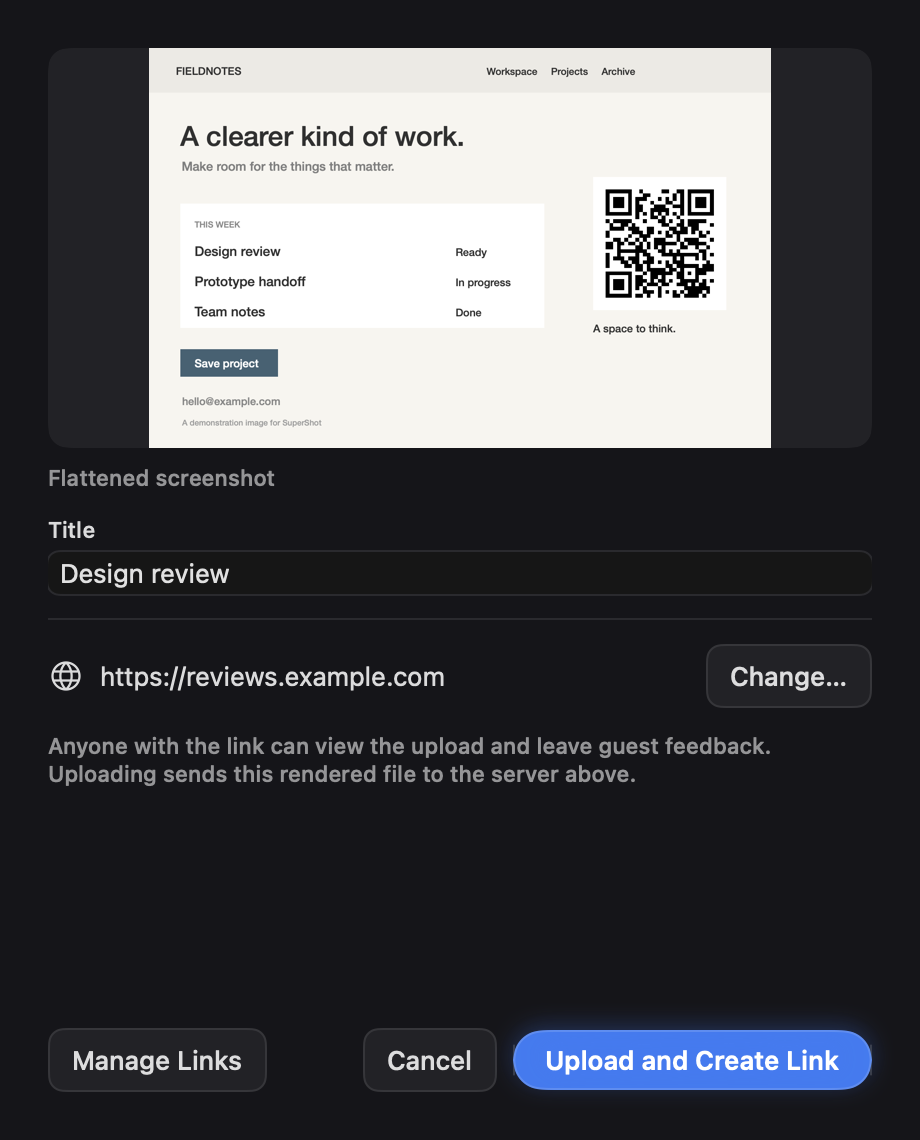 FIELDNOTES
Workspace Projects Archive
A clearer kind of work.
Make room for the things that matter.
THIS WEEK
Design review Ready
Prototype handoff In progress
Team notes Done
A space to think.
Save project
hello@example.com
A demonstration image for SuperShot
Flattened screenshot
Title
Design review
https://reviews.example.com
Change...
Anyone with the link can view the upload and leave guest feedback.
Uploading sends this rendered file to the server above.
Manage Links
Cancel
Upload and Create Link